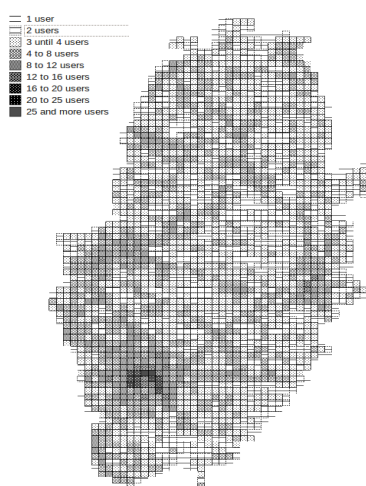 1 user
2 users
3 until 4 users
4 to 8 users
8 to 12 users
12 to 16 users
16 to 20 users
20 to 25 users
25 and more users